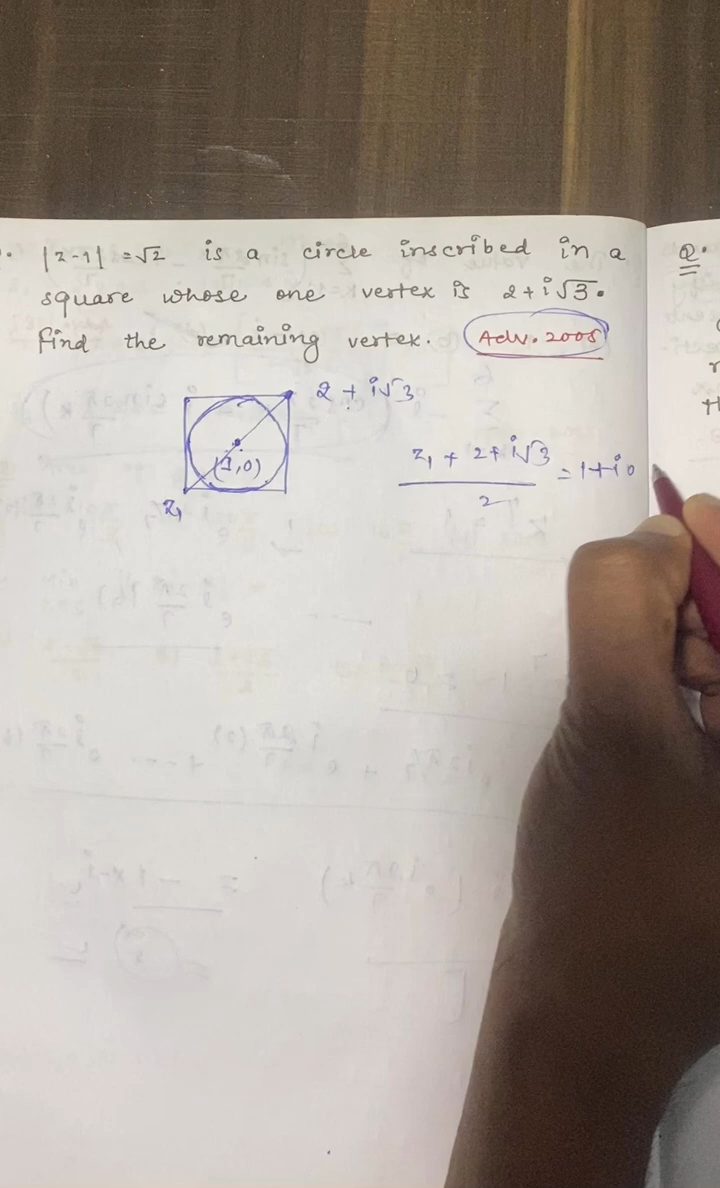 |z-1| = √2 is a circle inscribed in a
square whose one vertex is 2 + i√3.
find the remaining vertex. Adv. 2005
2 + i√3
(1,0)
z₁
z₁ + 2 + i√3 / 2 = 1 + i0
Q.